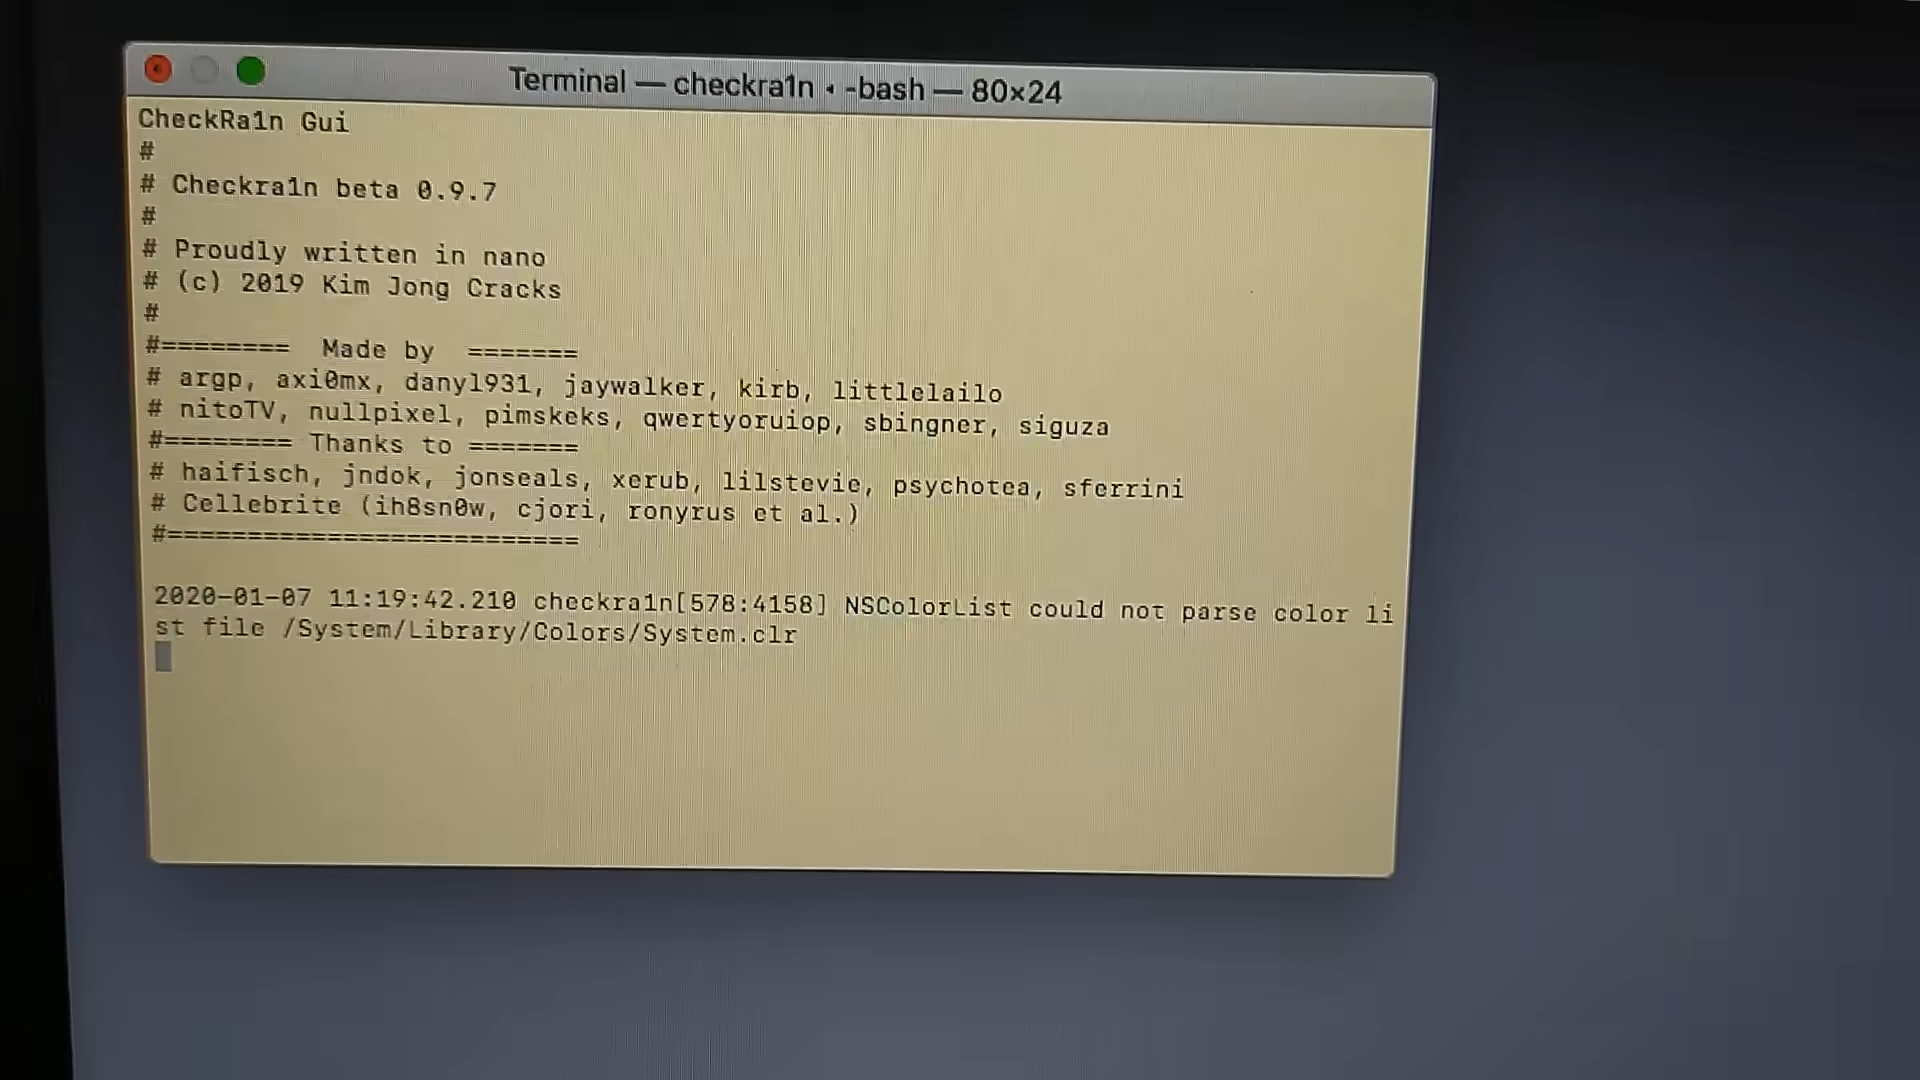 Terminal — checkra1n • -bash — 80×24
CheckRa1n Gui
#
# Checkra1n beta 0.9.7
#
# Proudly written in nano
# (c) 2019 Kim Jong Cracks
#
#======== Made by =======
# argp, axi0mx, danyl931, jaywalker, kirb, littlelailo
# nitoTV, nullpixel, pimskeks, qwertyoruiop, sbingner, siguza
#======== Thanks to =======
# haifisch, jndok, jonseals, xerub, lilstevie, psychotea, sferrini
# Cellebrite (ih8sn0w, cjori, ronyrus et al.)
#==========================
2020-01-07 11:19:42.210 checkra1n[578:4158] NSColorList could not parse color li
st file /System/Library/Colors/System.clr